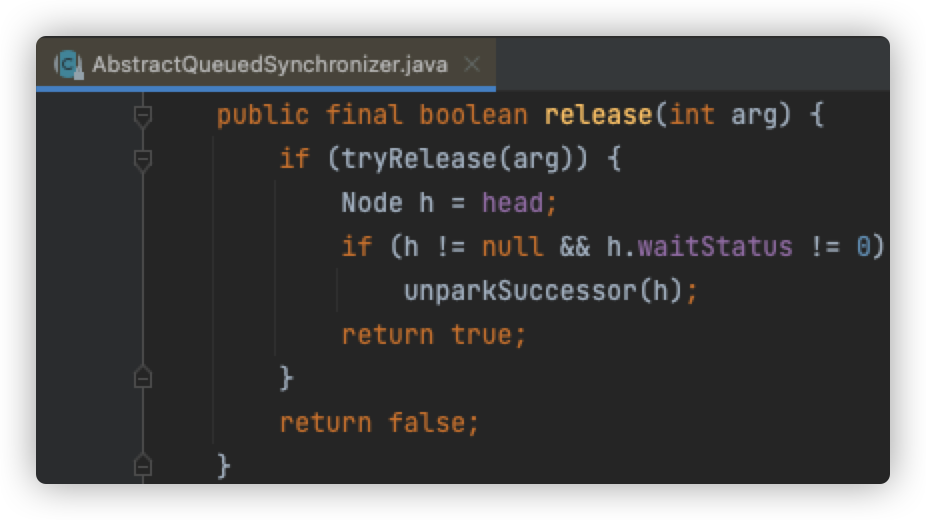 AbstractQueuedSynchronizer.java
public final boolean release(int arg) {
if (tryRelease(arg)) {
Node h = head;
if (h != null && h.waitStatus != 0)
unparkSuccessor(h);
return true;
}
return false;
}